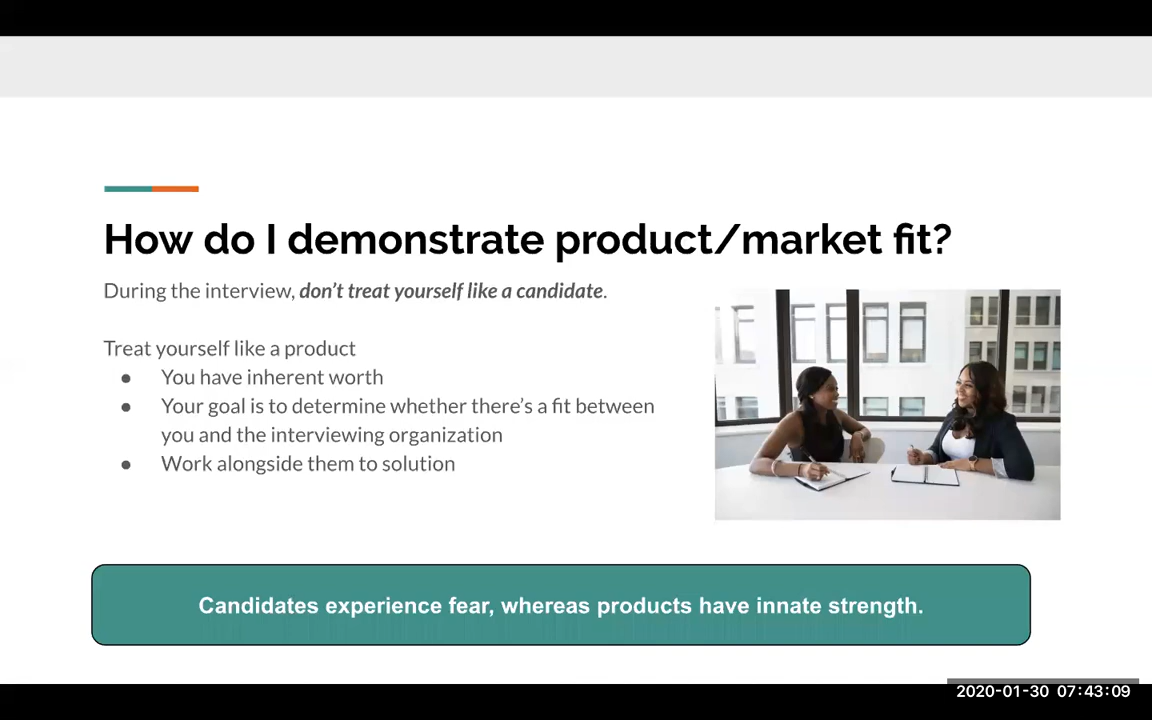 How do I demonstrate product/market fit?
During the interview, don't treat yourself like a candidate.
Treat yourself like a product
● You have inherent worth
● Your goal is to determine whether there's a fit between
you and the interviewing organization
● Work alongside them to solution
Candidates experience fear, whereas products have innate strength.
2020-01-30 07:43:09